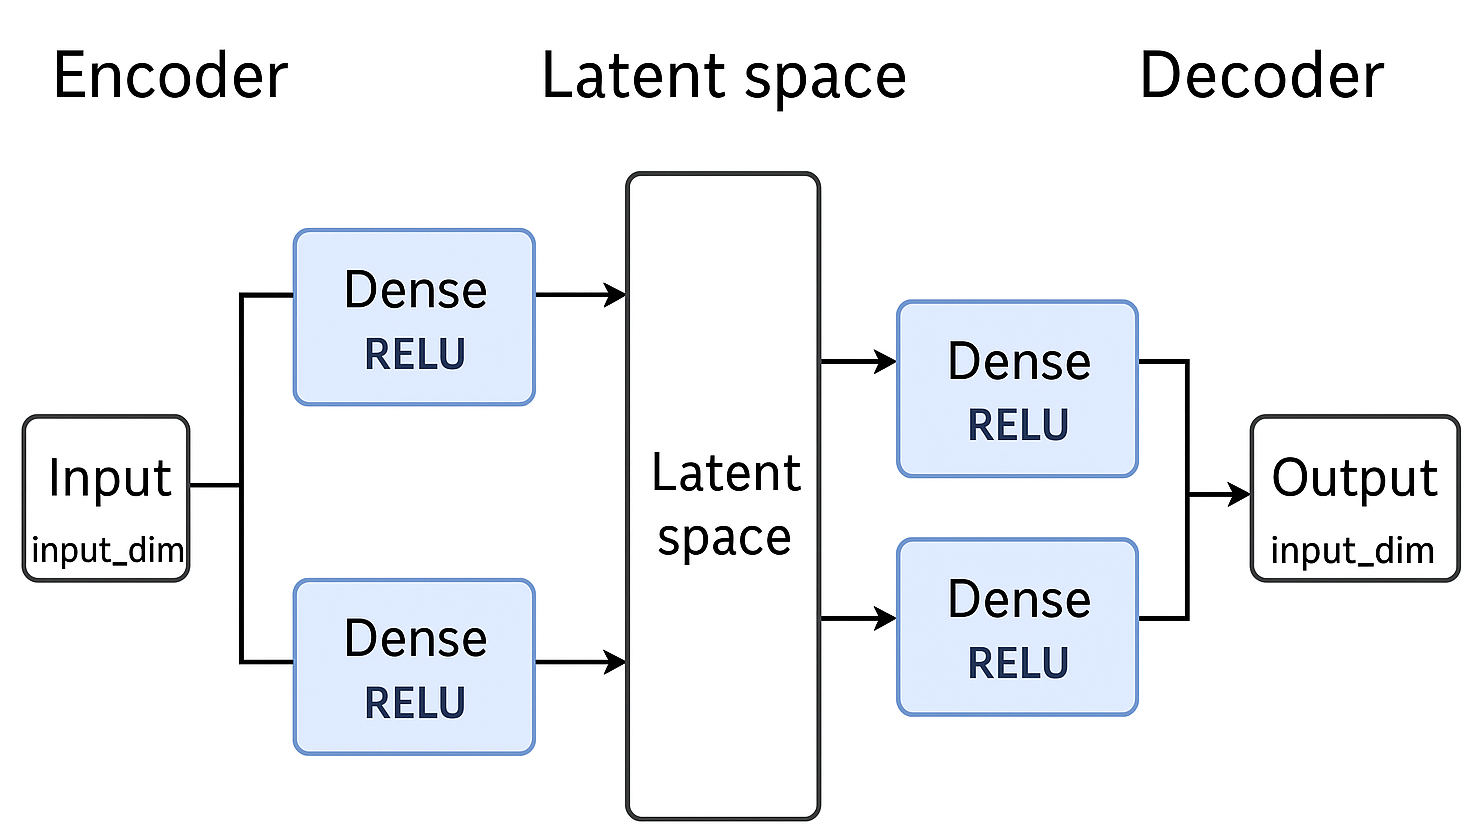 Encoder
Latent space
Decoder
Input
input_dim
Dense
RELU
Dense
RELU
Latent
space
Dense
RELU
Dense
RELU
Output
input_dim